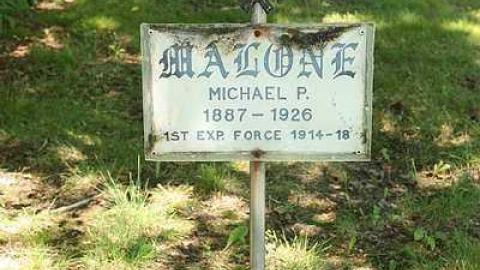 MALONE
MICHAEL P.
1887-1926
1ST EXP. FORCE 1914-18